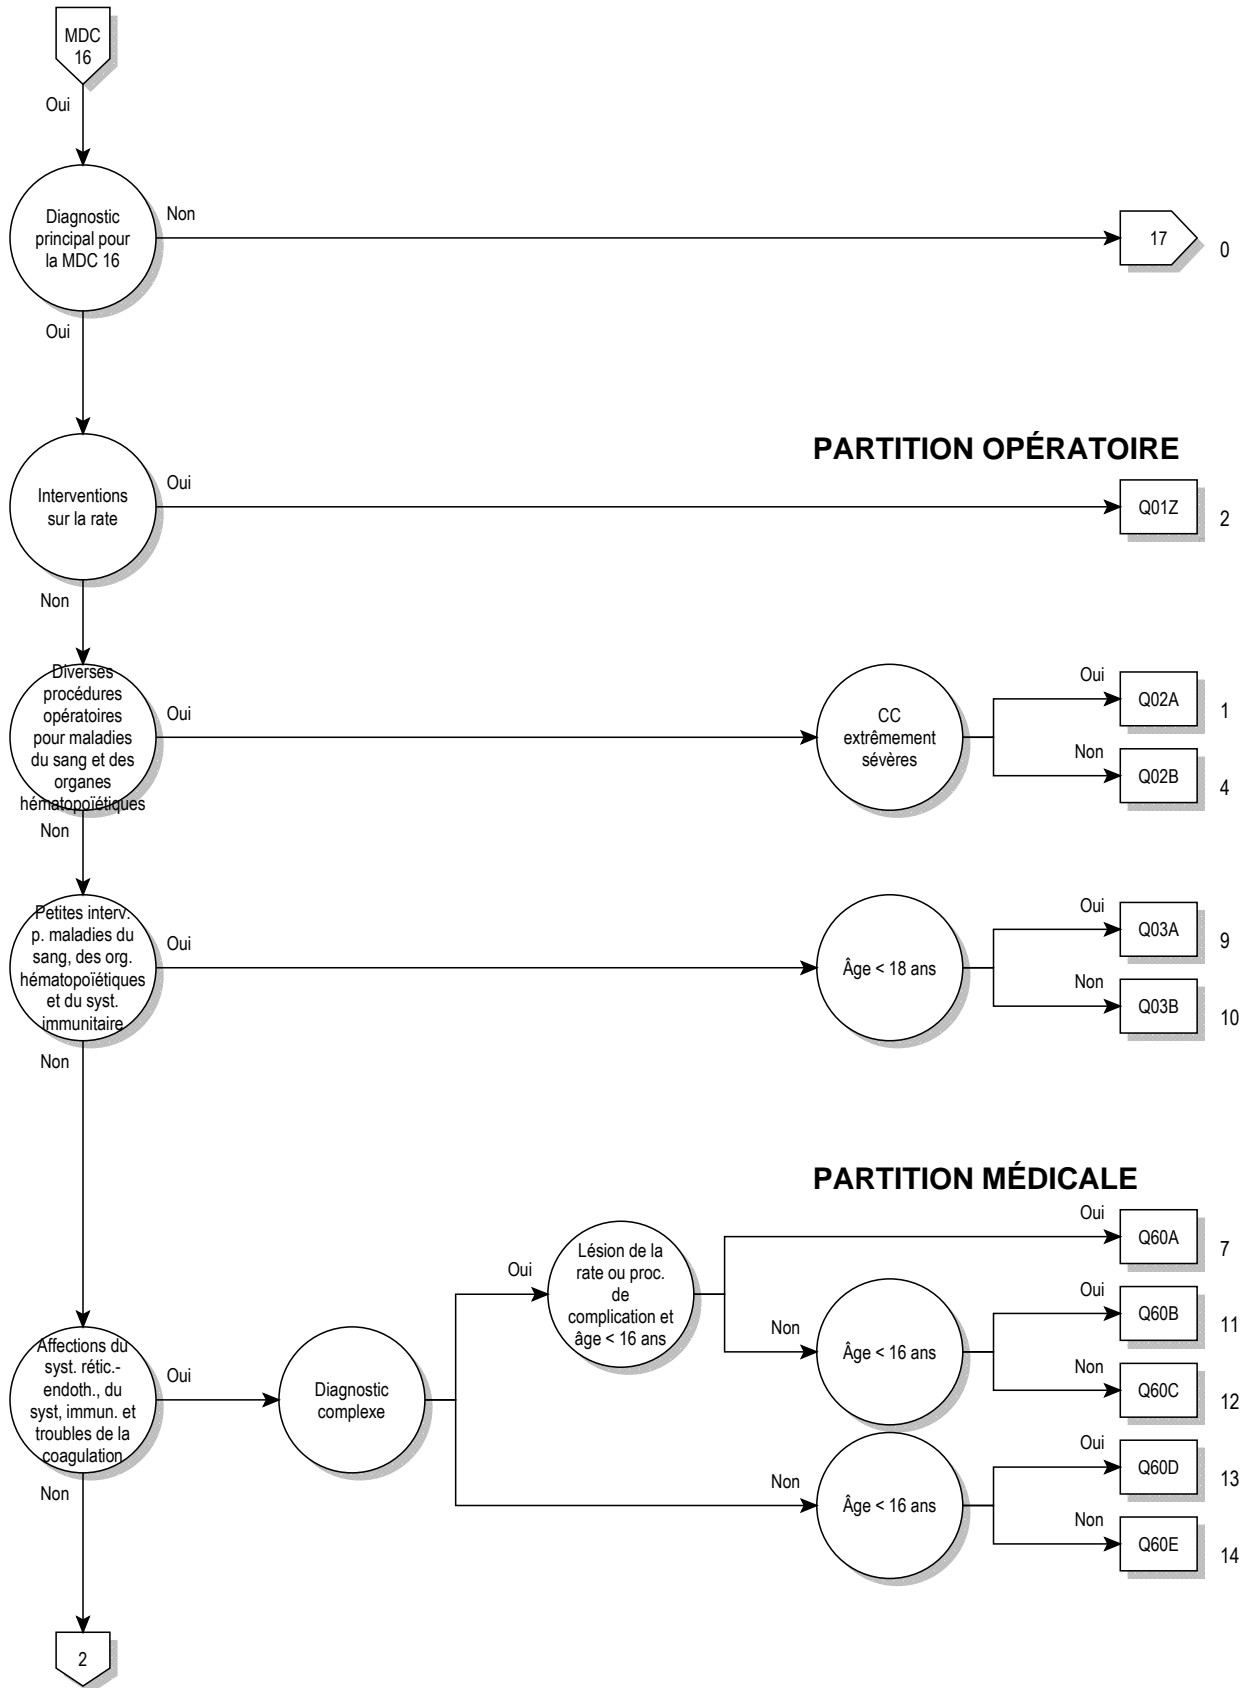 MDC
16
Oui
Diagnostic
principal pour
la MDC 16
Non
17
0
Oui
PARTITION OPÉRATOIRE
Interventions
sur la rate
Oui
Q01Z
2
Non
Diverses
procédures
opératoires
pour maladies
du sang et des
organes
hématopoïétiques
Oui
CC
extrêmement
sévères
Oui
Q02A
1
Non
Q02B
4
Non
Petites interv.
p. maladies du
sang, des org.
hématopoïétiques
et du syst.
immunitaire
Oui
Âge < 18 ans
Oui
Q03A
9
Non
Q03B
10
Non
PARTITION MÉDICALE
Affections du
syst. rétic.-
endoth., du
syst, immun. et
troubles de la
coagulation
Oui
Diagnostic
complexe
Oui
Lésion de la
rate ou proc.
de
complication et
âge < 16 ans
Oui
Q60A
7
Non
Âge < 16 ans
Oui
Q60B
11
Non
Q60C
12
Non
Âge < 16 ans
Oui
Q60D
13
Non
Q60E
14
Non
2